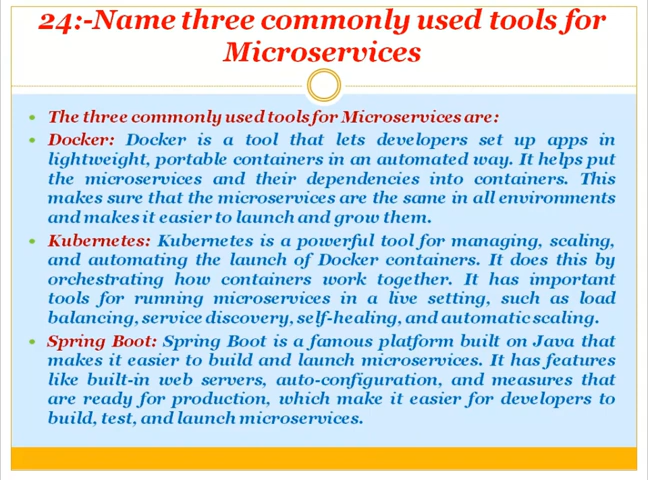 24:-Name three commonly used tools for
Microservices
• The three commonly used tools for Microservices are:
• Docker: Docker is a tool that lets developers set up apps in
lightweight, portable containers in an automated way. It helps put
the microservices and their dependencies into containers. This
makes sure that the microservices are the same in all environments
and makes it easier to launch and grow them.
• Kubernetes: Kubernetes is a powerful tool for managing, scaling,
and automating the launch of Docker containers. It does this by
orchestrating how containers work together. It has important
tools for running microservices in a live setting, such as load
balancing, service discovery, self-healing, and automatic scaling.
• Spring Boot: Spring Boot is a famous platform built on Java that
makes it easier to build and launch microservices. It has features
like built-in web servers, auto-configuration, and measures that
are ready for production, which make it easier for developers to
build, test, and launch microservices.